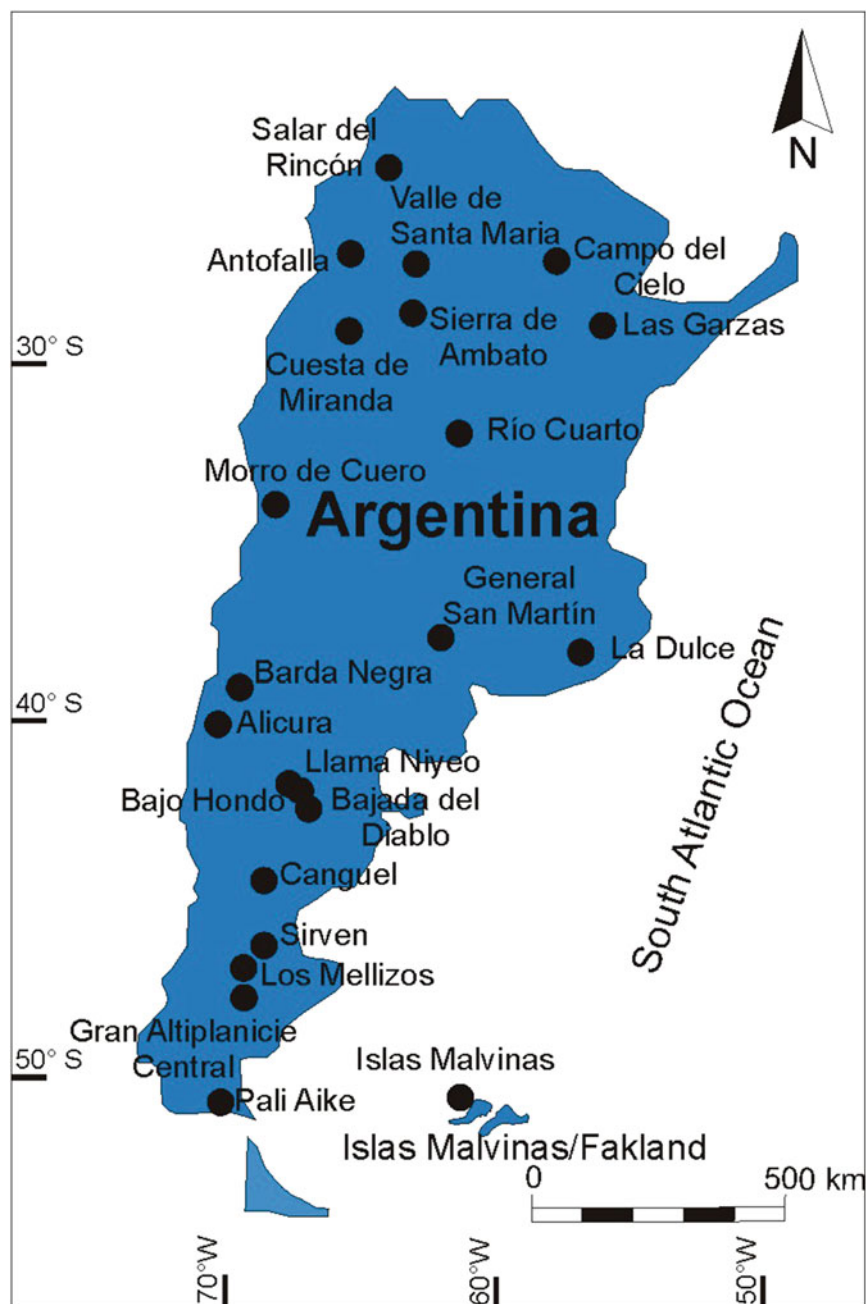 N
Salar del
Rincón
Valle de
Santa Maria
Antofalla
Campo del
Cielo
Sierra de
Ambato
Las Garzas
30° S
Cuesta de
Miranda
Río Cuarto
Morro de Cuero
Argentina
General
San Martín
La Dulce
Barda Negra
40° S
Alicura
Llama Niyeo
Bajo Hondo
Bajada del
Diablo
South Atlantic Ocean
Canguel
Sirven
Los Mellizos
Gran Altiplanicie
Central
50° S
Islas Malvinas
Pali Aike
Islas Malvinas/Fakland
0 500 km
70°W 60°W 50°W